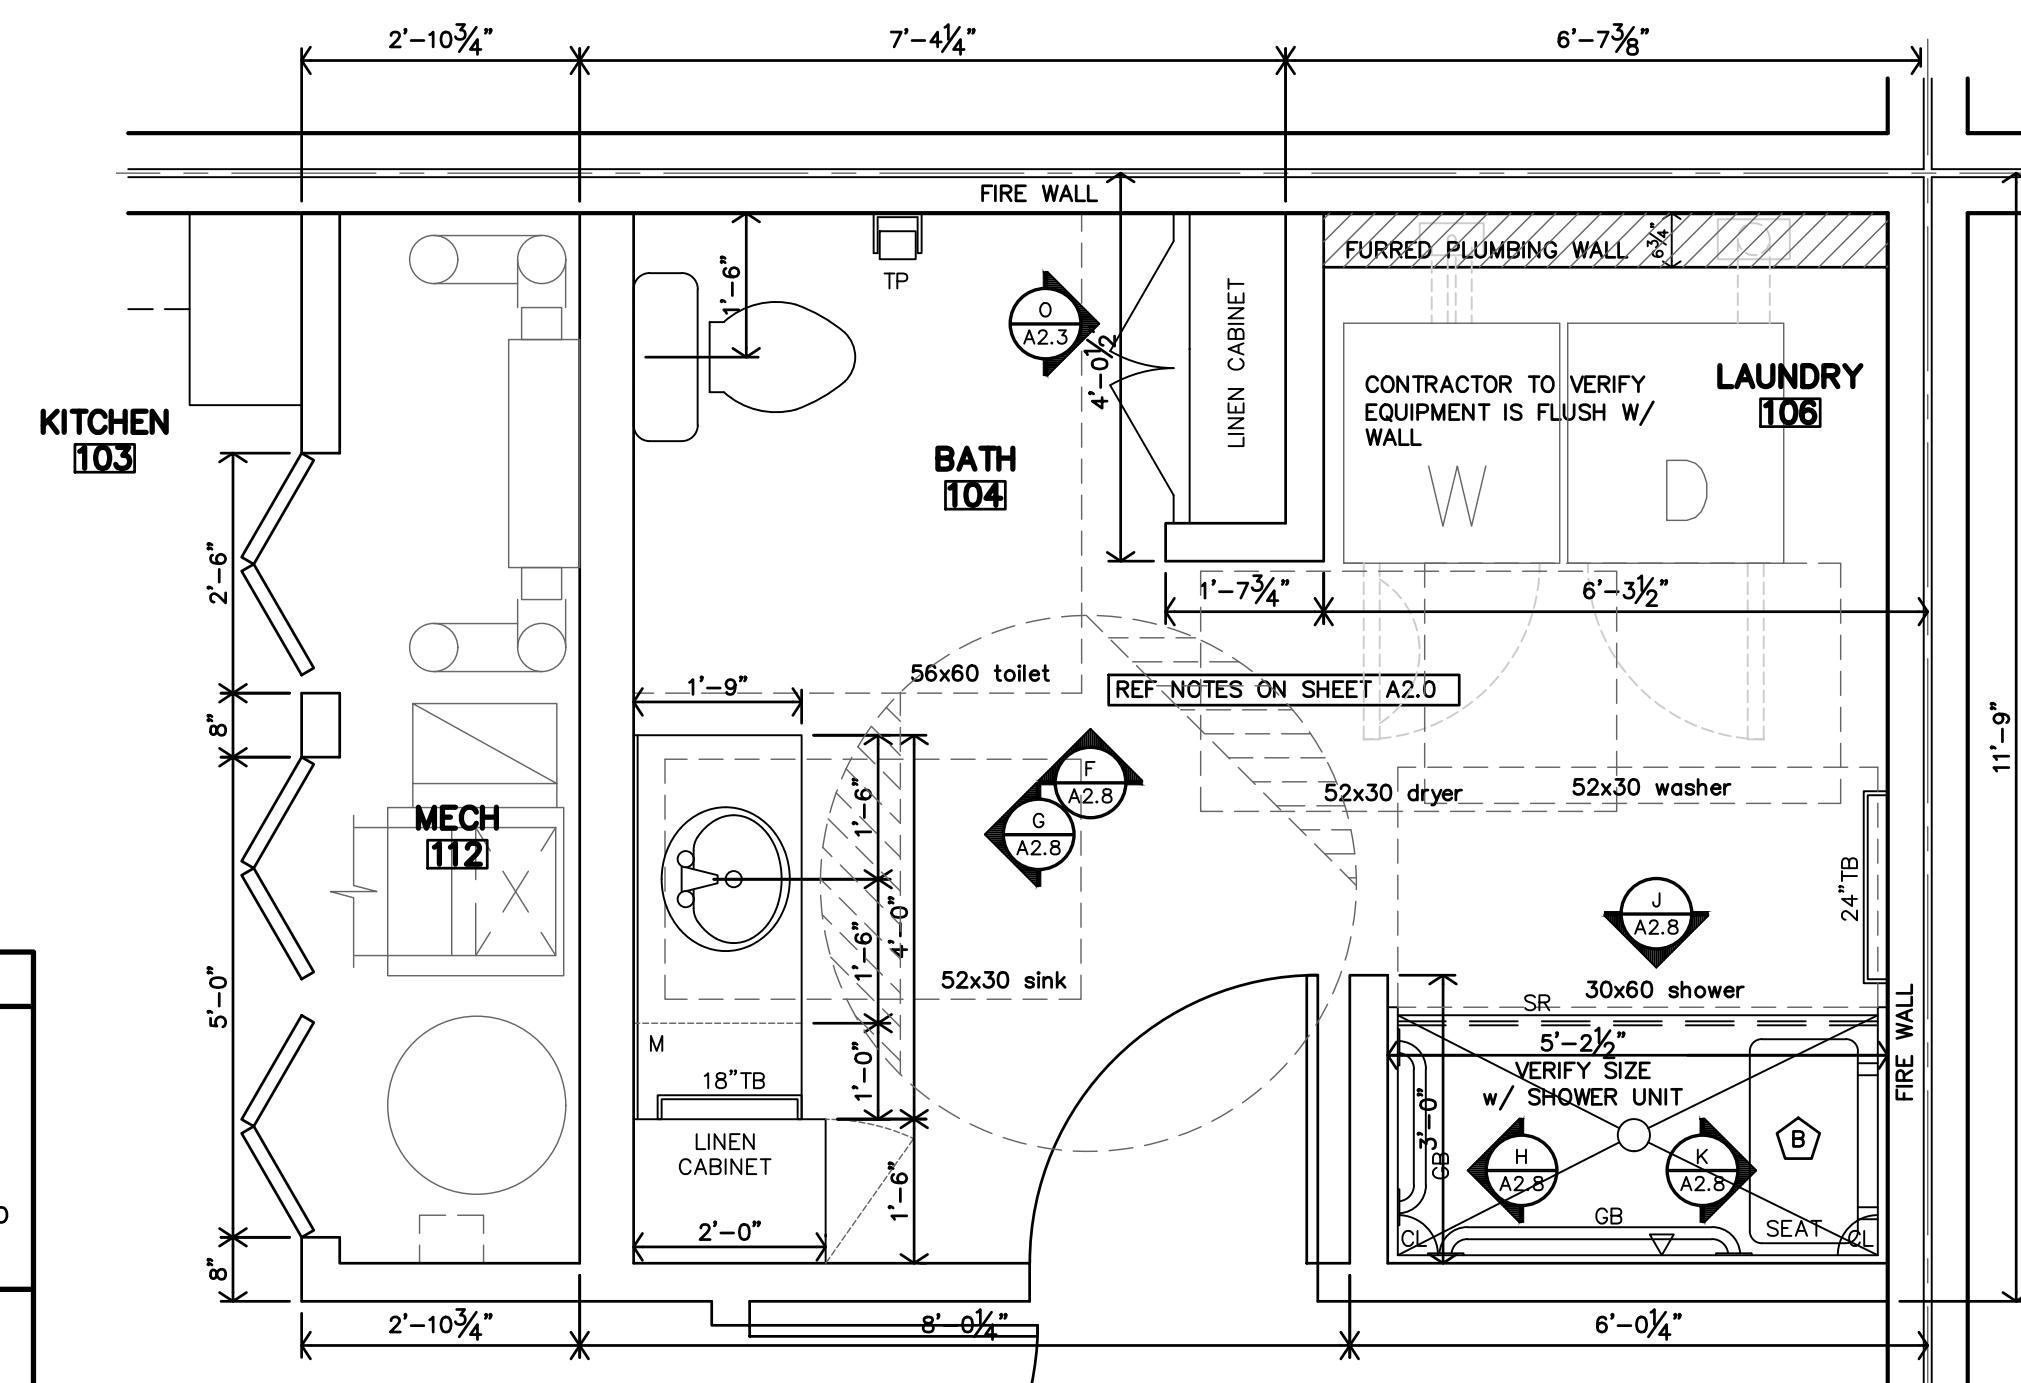 2'-10¾"
7'-4¼"
6'-7⅜"
FIRE WALL
FURRED PLUMBING WALL
6¾"
1'-6"
TP
O
A2.3
4'-0½"
LINEN CABINET
CONTRACTOR TO VERIFY
EQUIPMENT IS FLUSH W/
WALL
LAUNDRY
106
KITCHEN
103
BATH
104
W
D
2'-6"
1'-7¾"
6'-3½"
56x60 toilet
1'-9"
REF NOTES ON SHEET A2.0
8"
11'-9"
F
A2.8
G
A2.8
52x30 dryer
52x30 washer
MECH
112
1'-6"
1'-6"
4'-0"
24"TB
J
A2.8
5'-0"
52x30 sink
30x60 shower
SR
5'-2½"
VERIFY SIZE
w/ SHOWER UNIT
FIRE WALL
M
1'-0"
18"TB
3'-0"
GB
LINEN
CABINET
B
H
A2.8
K
A2.8
1'-6"
GB
SEAT
CL
CL
2'-0"
8"
2'-10¾"
8'-0¼"
6'-0¼"